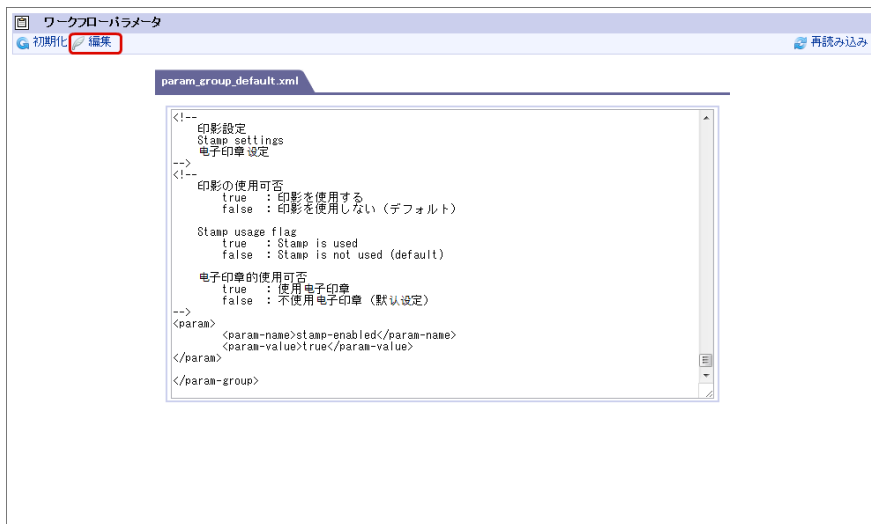 ワークフローパラメータ
初期化 編集 再読み込み
param_group_default.xml
<!--
印影設定
Stamp settings
电子印章设定
-->
<!--
印影の使用可否
true : 印影を使用する
false : 印影を使用しない（デフォルト）
Stamp usage flag
true : Stamp is used
false : Stamp is not used (default)
电子印章的使用可否
true : 使用电子印章
false : 不使用电子印章（默认设定）
-->
<param>
<param-name>stamp-enabled</param-name>
<param-value>true</param-value>
</param>
</param-group>